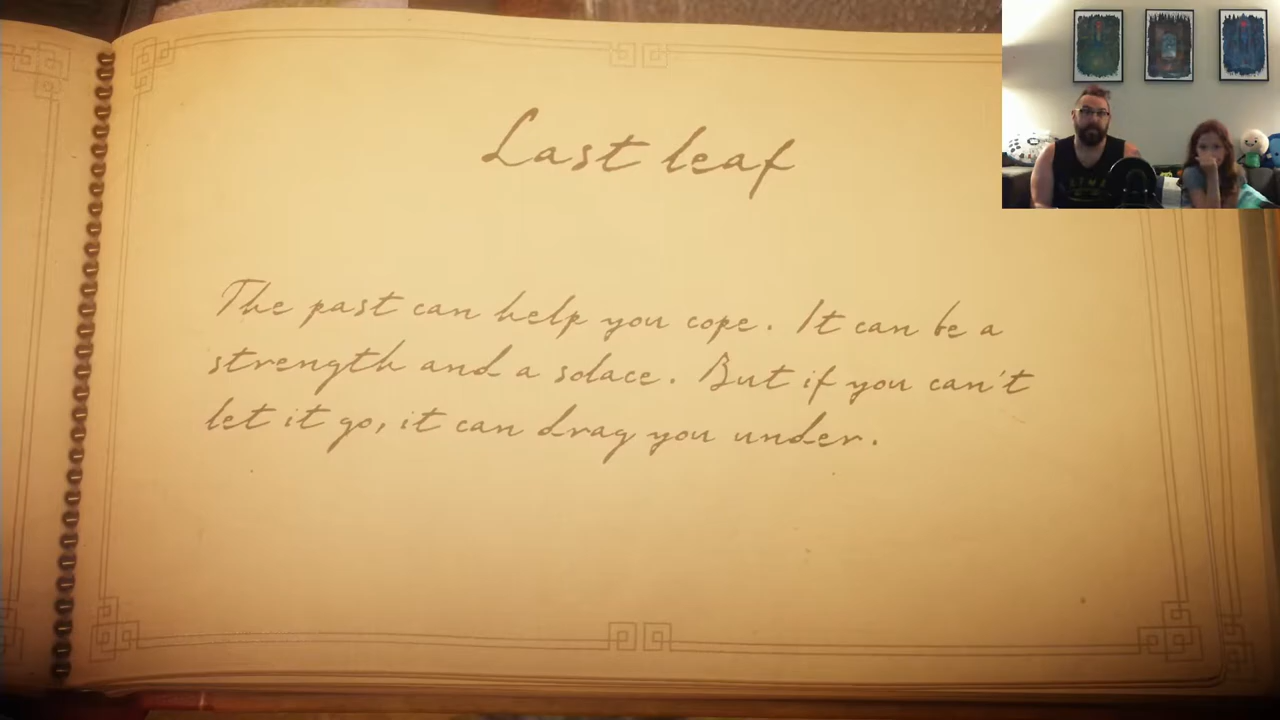 Last leaf
The past can help you cope. It can be a
strength and a solace. But if you can't
let it go, it can drag you under.